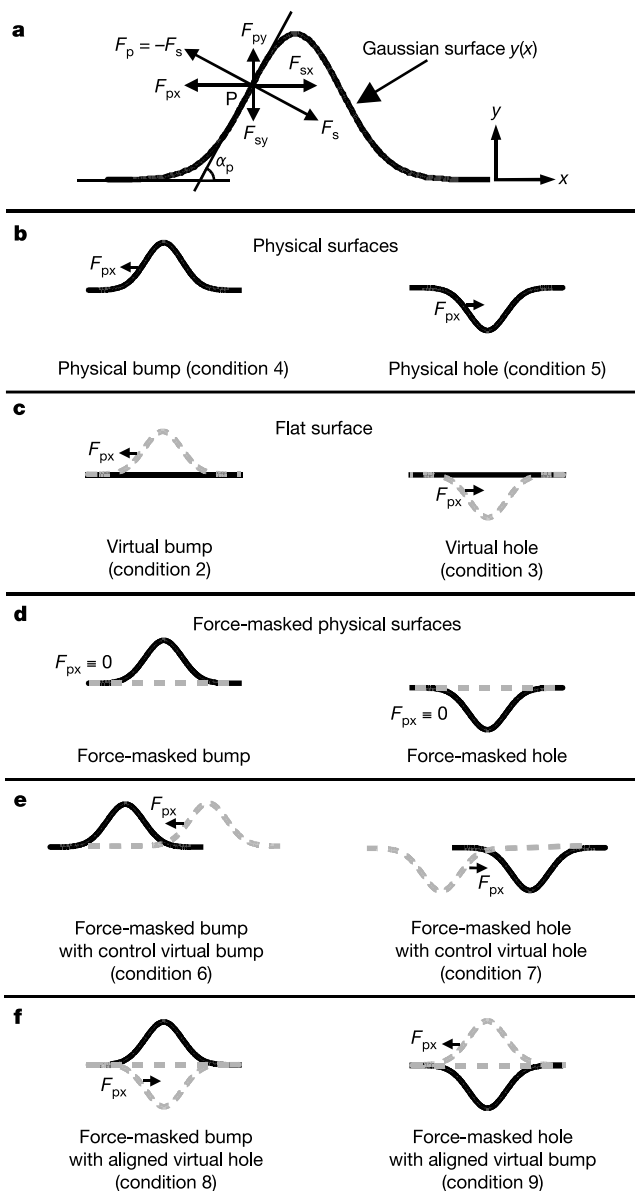 a
F_p = –F_s
F_py
F_sx
Gaussian surface y(x)
F_px
P
F_sy
F_s
α_p
y
x
b
Physical surfaces
F_px
F_px
Physical bump (condition 4)
Physical hole (condition 5)
c
Flat surface
F_px
F_px
Virtual bump
(condition 2)
Virtual hole
(condition 3)
d
Force-masked physical surfaces
F_px ≡ 0
F_px ≡ 0
Force-masked bump
Force-masked hole
e
F_px
F_px
Force-masked bump
with control virtual bump
(condition 6)
Force-masked hole
with control virtual hole
(condition 7)
f
F_px
F_px
Force-masked bump
with aligned virtual hole
(condition 8)
Force-masked hole
with aligned virtual bump
(condition 9)